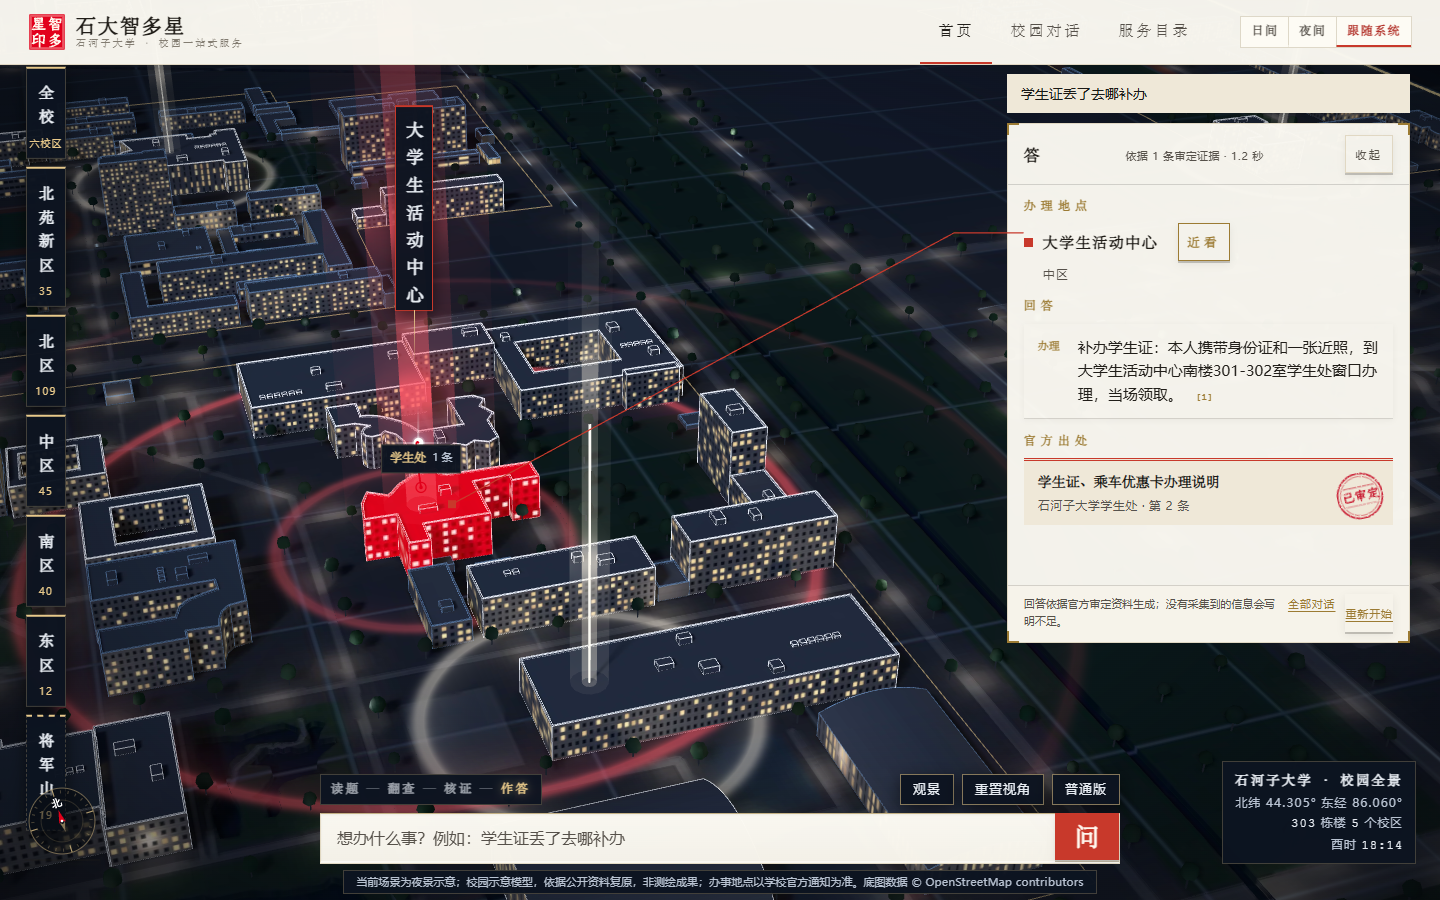 星智
印多
石大智多星
石河子大学 · 校园一站式服务
首页
校园对话
服务目录
日间
夜间
跟随系统
全校
六校区
北苑新区
35
北区
109
中区
45
南区
40
东区
12
将军山
19
北
大学生活动中心
学生处 1条
学生证丢了去哪补办
答
依据 1 条审定证据 · 1.2 秒
收起
办理地点
大学生活动中心
近看
中区
回答
办理
补办学生证：本人携带身份证和一张近照，到
大学生活动中心南楼301-302室学生处窗口办
理，当场领取。 [1]
官方出处
学生证、乘车优惠卡办理说明
石河子大学学生处 · 第 2 条
已审定
回答依据官方审定资料生成；没有采集到的信息会写
明不足。
全部对话
重新开始
读题 — 翻查 — 核证 — 作答
观景
重置视角
普通版
想办什么事？例如：学生证丢了去哪补办
问
石河子大学 · 校园全景
北纬 44.305° 东经 86.060°
303 栋楼 5 个校区
酉时 18:14
当前场景为夜景示意；校园示意模型，依据公开资料复原，非测绘成果；办事地点以学校官方通知为准。底图数据 © OpenStreetMap contributors